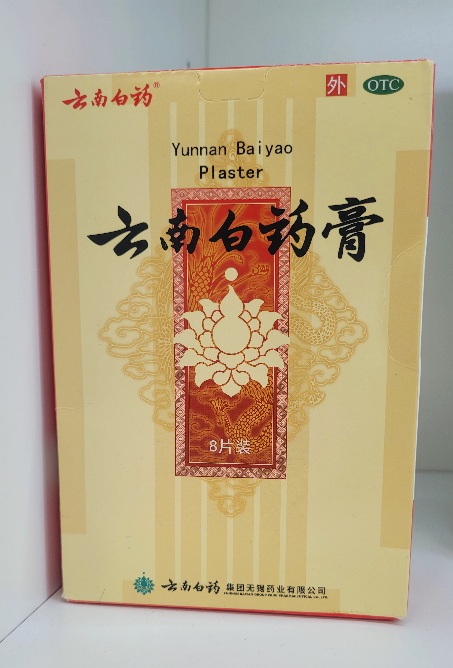 云南白药®
外
OTC
Yunnan Baiyao
Plaster
云南白药膏
8片装
云南白药 集团无锡药业有限公司